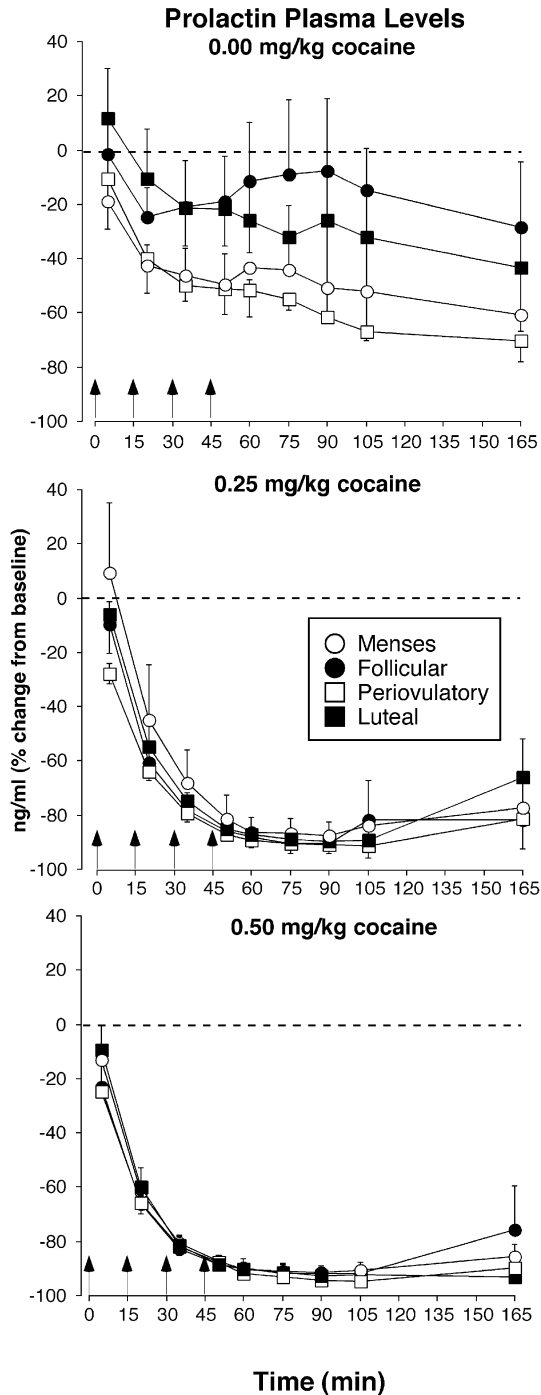 Prolactin Plasma Levels
0.00 mg/kg cocaine
40
20
0
-20
-40
-60
-80
-100
0 15 30 45 60 75 90 105 120 135 150 165
0.25 mg/kg cocaine
40
20
0
-20
-40
-60
-80
-100
ng/ml (% change from baseline)
Menses
Follicular
Periovulatory
Luteal
0 15 30 45 60 75 90 105 120 135 150 165
0.50 mg/kg cocaine
40
20
0
-20
-40
-60
-80
-100
0 15 30 45 60 75 90 105 120 135 150 165
Time (min)